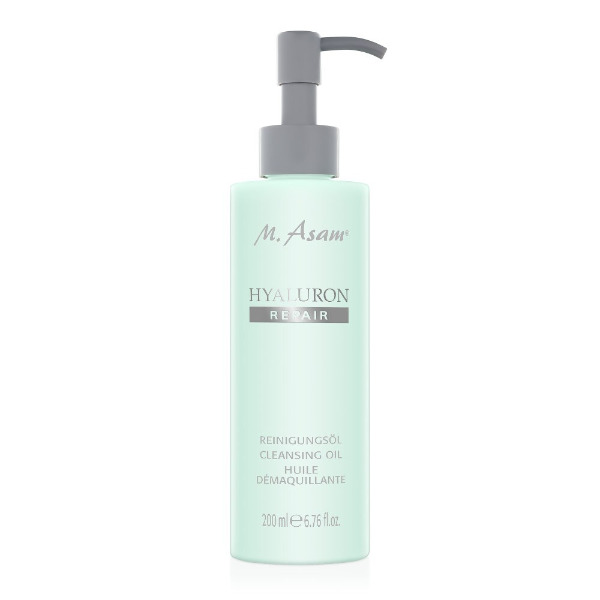 M. Asam®
HYALURON
REPAIR
REINIGUNGSÖL
CLEANSING OIL
HUILE
DÉMAQUILLANTE
200 ml ℮ 6.76 fl.oz.